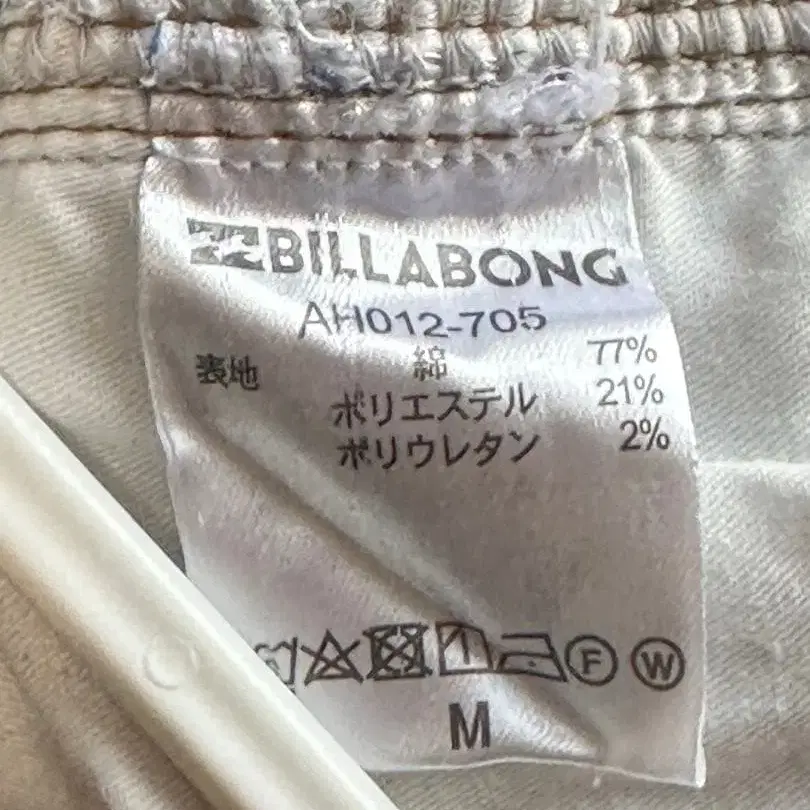 BILLABONG
AH012-705
表地 綿 77%
ポリエステル 21%
ポリウレタン 2%
F W
M